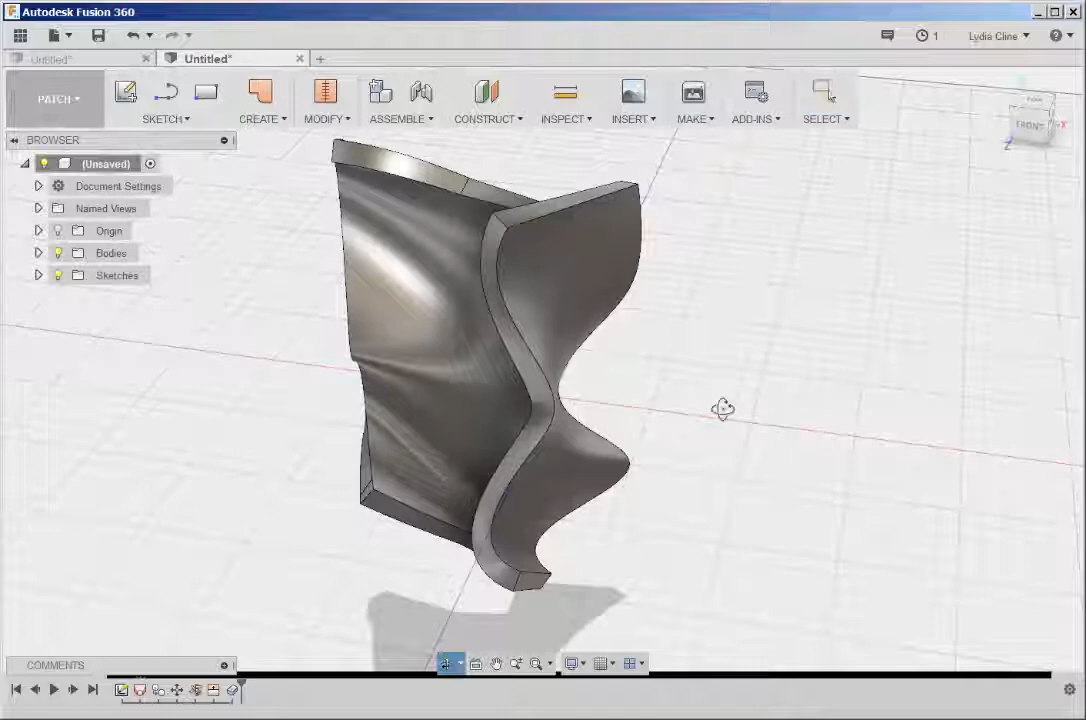 Autodesk Fusion 360
1
Lydia Cline
Untitled*
Untitled*
PATCH
SKETCH
CREATE
MODIFY
ASSEMBLE
CONSTRUCT
INSPECT
INSERT
MAKE
ADD-INS
SELECT
FRONT
X
Z
BROWSER
(Unsaved)
Document Settings
Named Views
Origin
Bodies
Sketches
COMMENTS